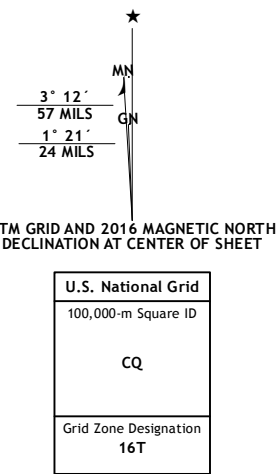 ★
MN
3° 12´
57 MILS
GN
1° 21´
24 MILS
TM GRID AND 2016 MAGNETIC NORTH
DECLINATION AT CENTER OF SHEET
U.S. National Grid
100,000-m Square ID
CQ
Grid Zone Designation
16T